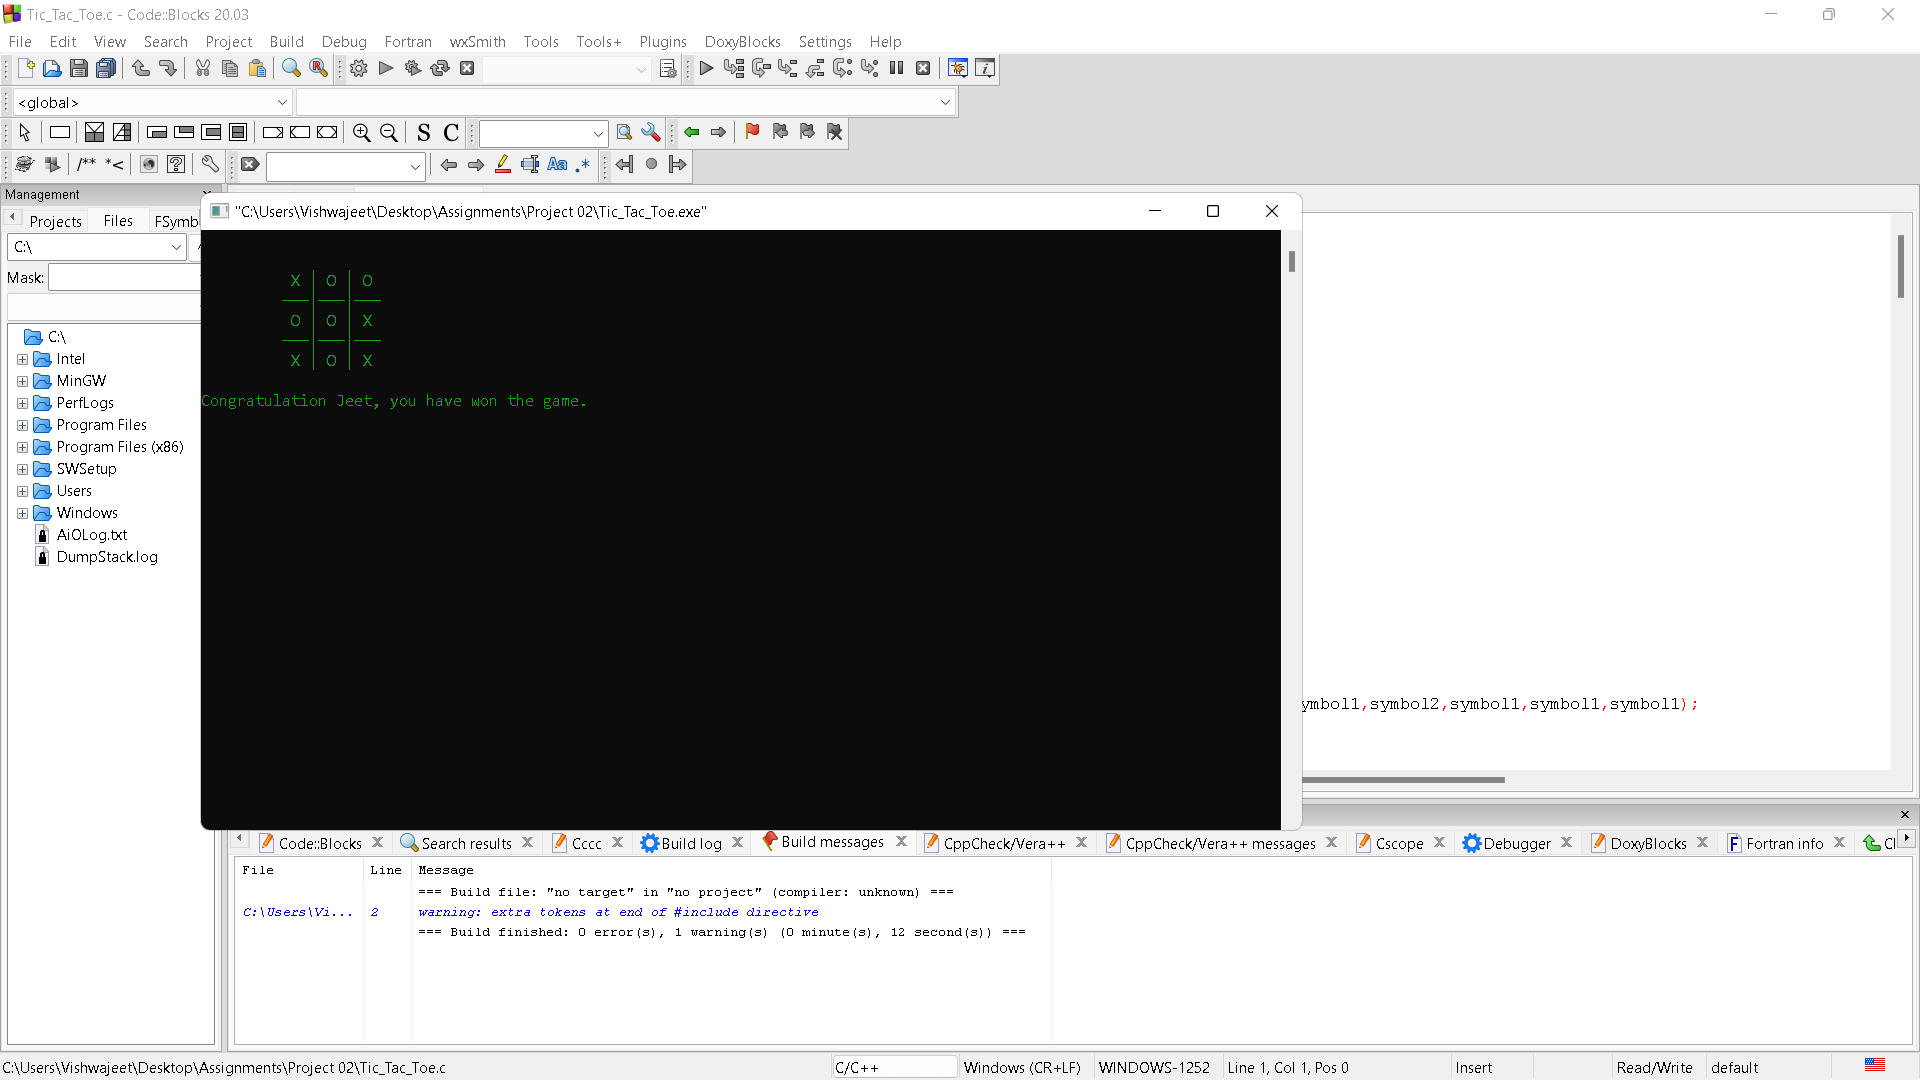 Tic_Tac_Toe.c - Code::Blocks 20.03
File Edit View Search Project Build Debug Fortran wxSmith Tools Tools+ Plugins DoxyBlocks Settings Help
<global>
S C
/** *<
Aa .*
Management
Projects Files FSymb
C:\
Mask:
C:\
Intel
MinGW
PerfLogs
Program Files
Program Files (x86)
SWSetup
Users
Windows
AiOLog.txt
DumpStack.log
"C:\Users\Vishwajeet\Desktop\Assignments\Project 02\Tic_Tac_Toe.exe"
X O O
O O X
X O X
Congratulation Jeet, you have won the game.
ymbol1,symbol2,symbol1,symbol1,symbol1);
Code::Blocks Search results Cccc Build log Build messages CppCheck/Vera++ CppCheck/Vera++ messages Cscope Debugger DoxyBlocks Fortran info Cl
File Line Message
=== Build file: "no target" in "no project" (compiler: unknown) ===
C:\Users\Vi... 2 warning: extra tokens at end of #include directive
=== Build finished: 0 error(s), 1 warning(s) (0 minute(s), 12 second(s)) ===
C:\Users\Vishwajeet\Desktop\Assignments\Project 02\Tic_Tac_Toe.c C/C++ Windows (CR+LF) WINDOWS-1252 Line 1, Col 1, Pos 0 Insert Read/Write default